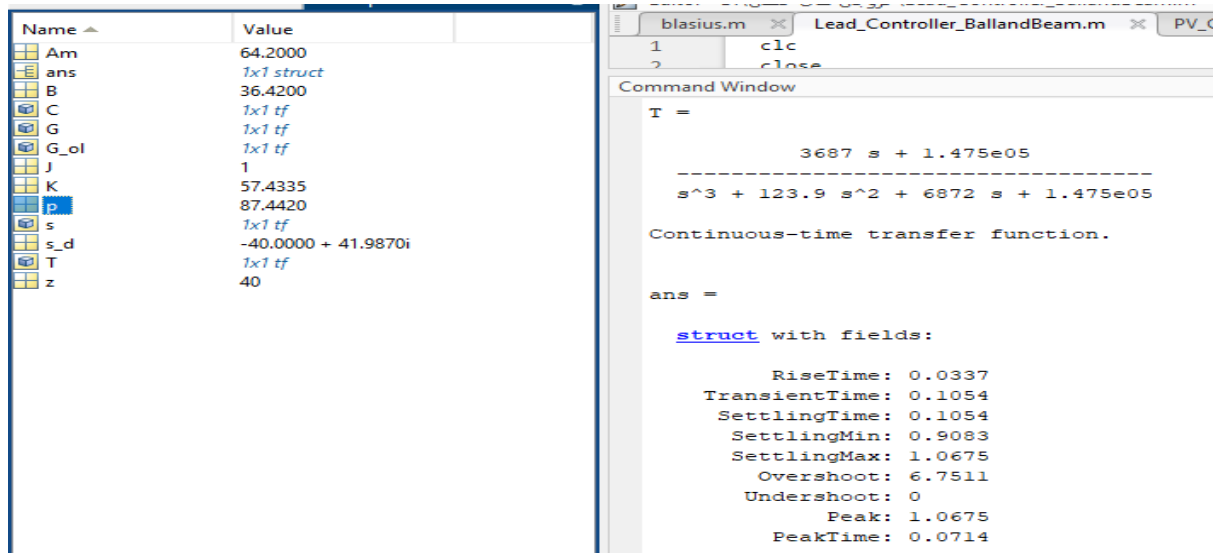 Name Value
Am 64.2000
ans 1x1 struct
B 36.4200
C 1x1 tf
G 1x1 tf
G_ol 1x1 tf
J 1
K 57.4335
p 87.4420
s 1x1 tf
s_d -40.0000 + 41.9870i
T 1x1 tf
z 40
blasius.m Lead_Controller_BallandBeam.m PV_
1 clc
2 close
Command Window
T =
3687 s + 1.475e05
-----------------------------------
s^3 + 123.9 s^2 + 6872 s + 1.475e05
Continuous-time transfer function.
ans =
struct with fields:
RiseTime: 0.0337
TransientTime: 0.1054
SettlingTime: 0.1054
SettlingMin: 0.9083
SettlingMax: 1.0675
Overshoot: 6.7511
Undershoot: 0
Peak: 1.0675
PeakTime: 0.0714